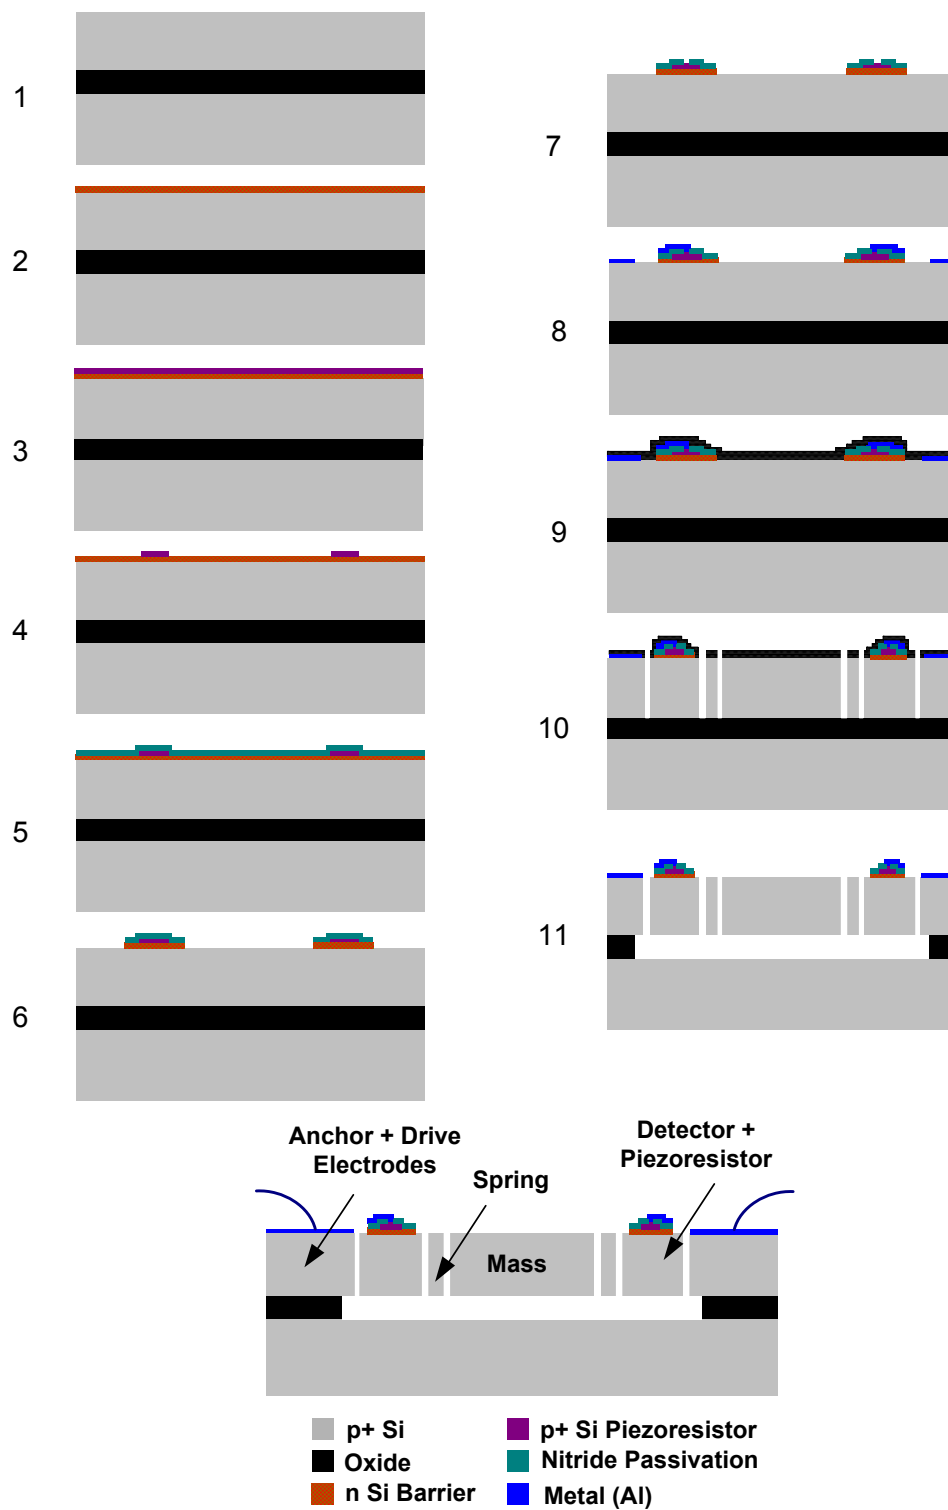 1
2
3
4
5
6
7
8
9
10
11
Anchor + Drive
Electrodes
Spring
Detector +
Piezoresistor
Mass
p+ Si
Oxide
n Si Barrier
p+ Si Piezoresistor
Nitride Passivation
Metal (Al)